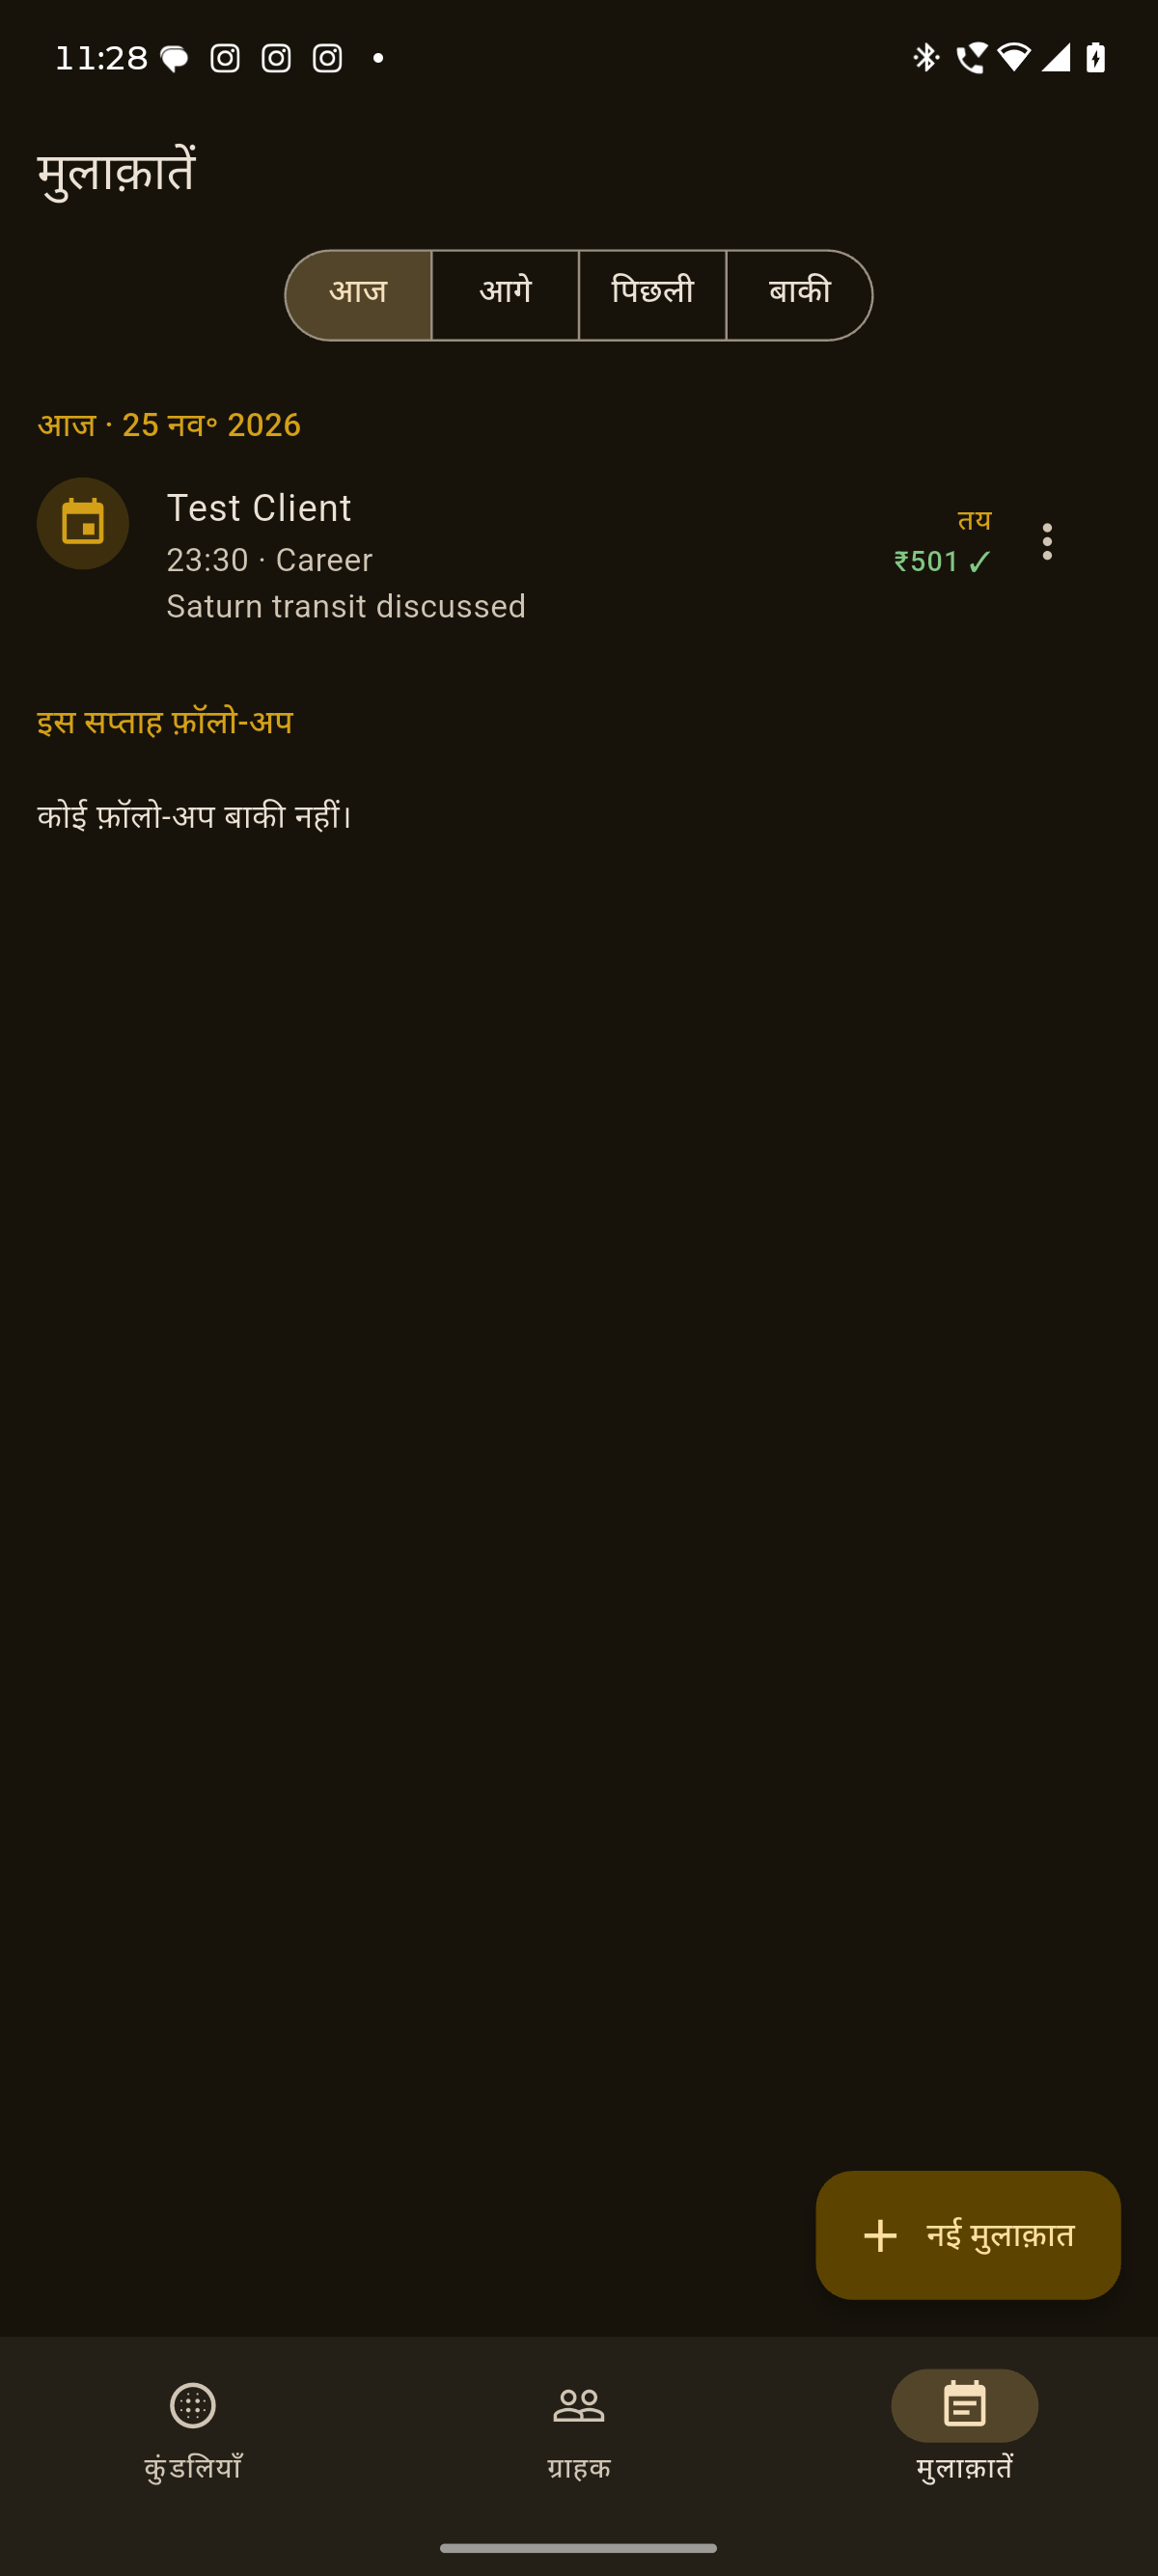 11:28
मुलाक़ातें
आज आगे पिछली बाकी
आज · 25 नव॰ 2026
Test Client
तय
23:30 · Career
₹501 ✓
Saturn transit discussed
इस सप्ताह फ़ॉलो-अप
कोई फ़ॉलो-अप बाकी नहीं।
+ नई मुलाक़ात
कुंडलियाँ ग्राहक मुलाक़ातें